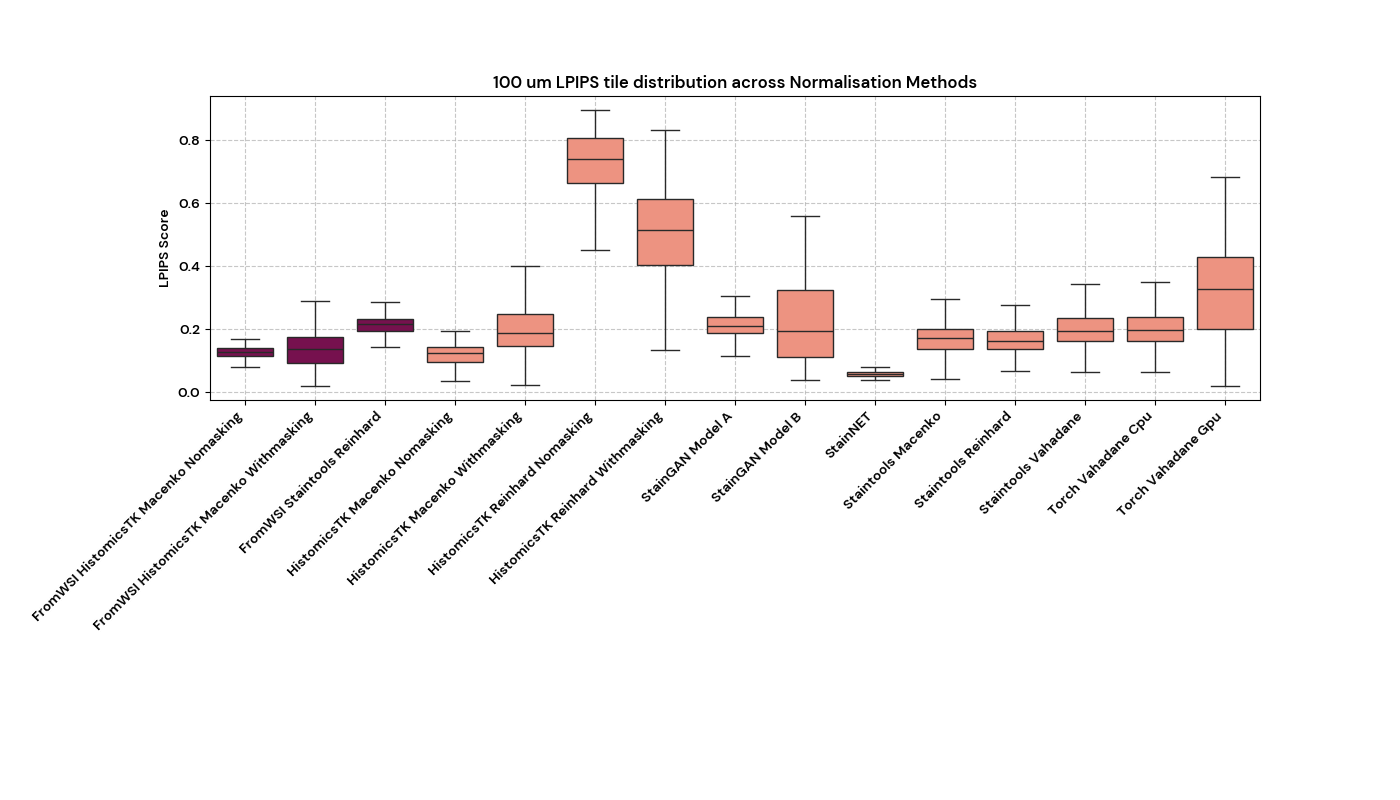 100 um LPIPS tile distribution across Normalisation Methods
LPIPS Score
0.8
0.6
0.4
0.2
0.0
FromWSI HistomicsTK Macenko Nomasking
FromWSI HistomicsTK Macenko Withmasking
FromWSI Staintools Reinhard
HistomicsTK Macenko Nomasking
HistomicsTK Macenko Withmasking
HistomicsTK Reinhard Nomasking
HistomicsTK Reinhard Withmasking
StainGAN Model A
StainGAN Model B
StainNET
Staintools Macenko
Staintools Reinhard
Staintools Vahadane
Torch Vahadane Cpu
Torch Vahadane Gpu